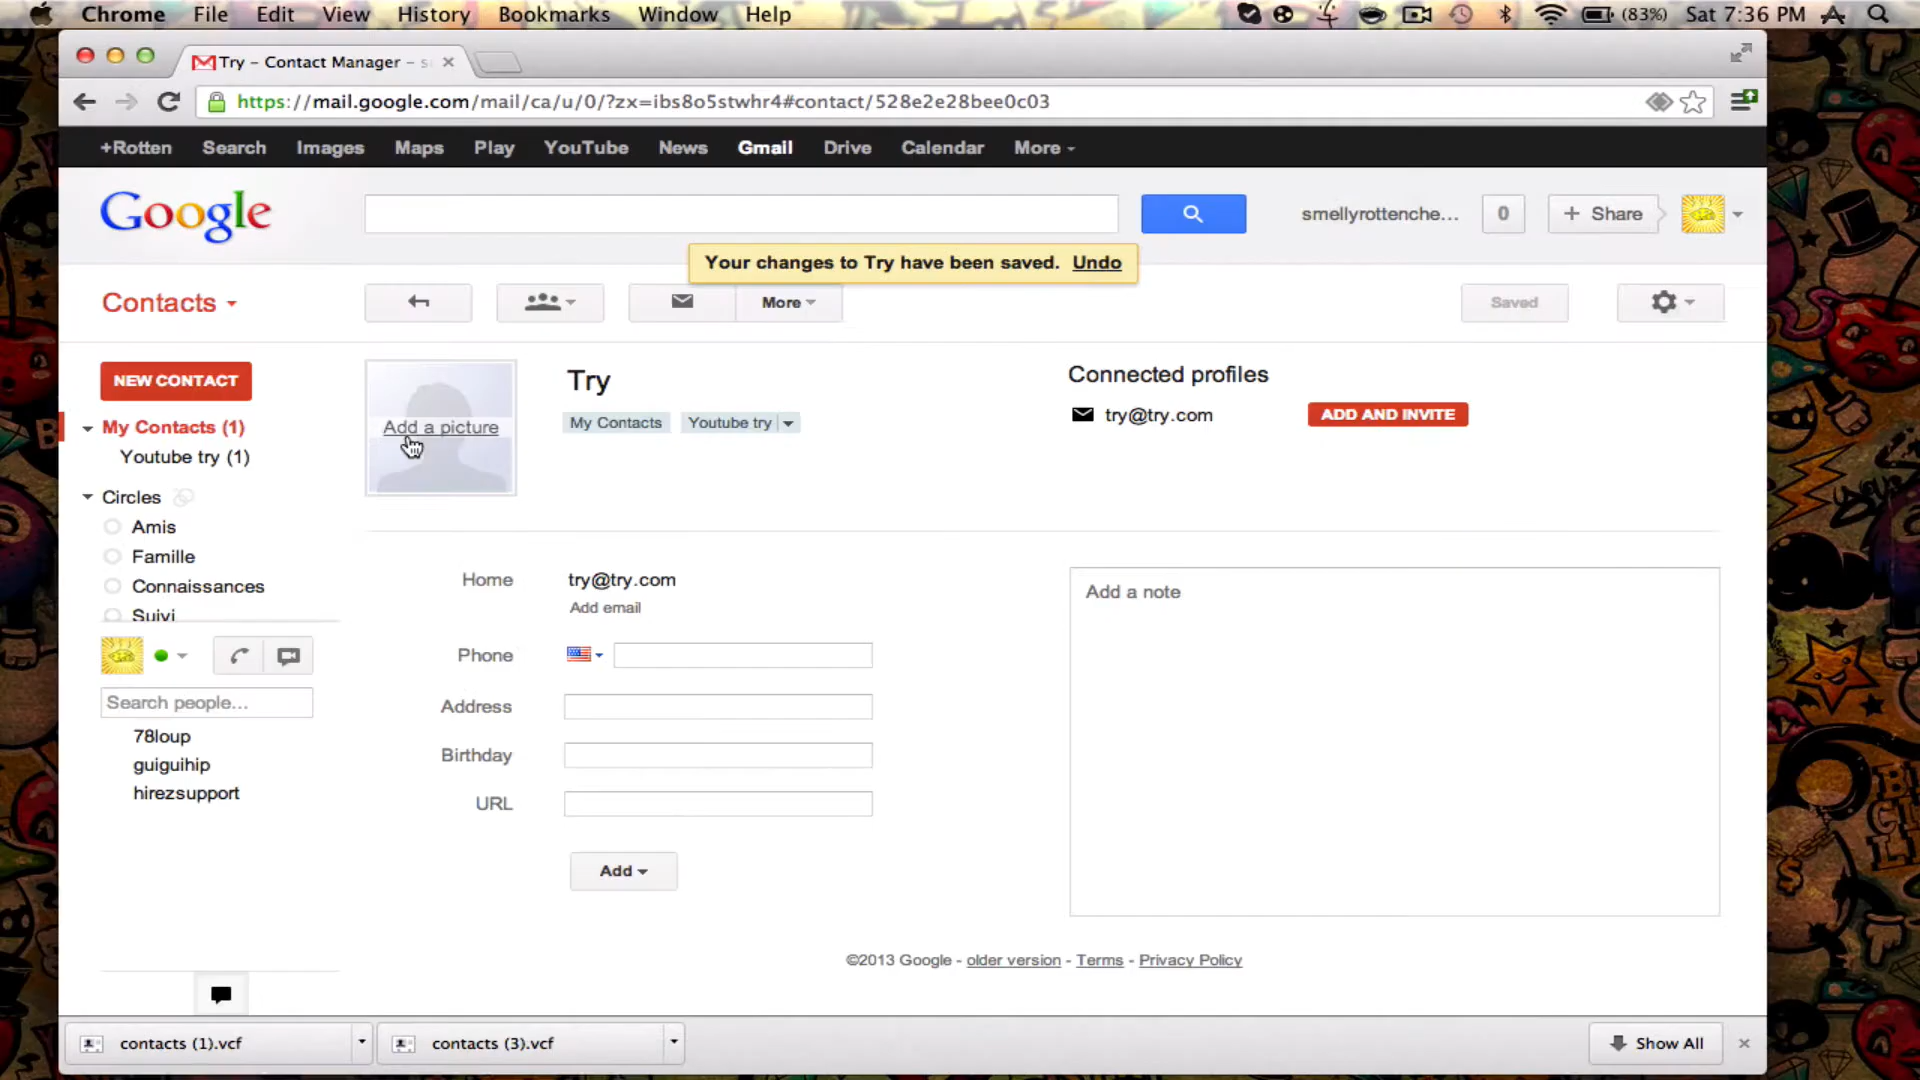 Chrome File Edit View History Bookmarks Window Help (83%) Sat 7:36 PM
Try – Contact Manager –
https://mail.google.com/mail/ca/u/0/?zx=ibs8o5stwhr4#contact/528e2e28bee0c03
+Rotten Search Images Maps Play YouTube News Gmail Drive Calendar More
Google smellyrottenche... 0 + Share
Your changes to Try have been saved. Undo
Contacts More Saved
NEW CONTACT
My Contacts (1)
Youtube try (1)
Circles
Amis
Famille
Connaissances
Suivi
Search people...
78loup
guiguihip
hirezsupport
Add a picture
Try
My Contacts Youtube try
Connected profiles
try@try.com ADD AND INVITE
Home try@try.com
Add email
Phone
Address
Birthday
URL
Add
Add a note
©2013 Google - older version - Terms - Privacy Policy
contacts (1).vcf contacts (3).vcf Show All